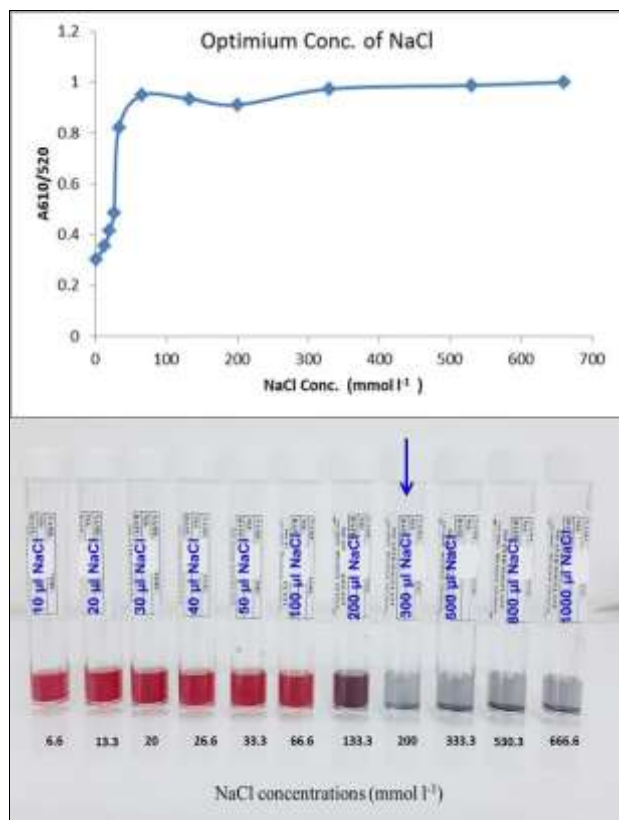 Optimium Conc. of NaCl
1.2
1
0.8
0.6
0.4
0.2
0
A610/520
0 100 200 300 400 500 600 700
NaCl Conc. (mmol l⁻¹ )
10 µl NaCl
20 µl NaCl
30 µl NaCl
40 µl NaCl
50 µl NaCl
100 µl NaCl
200 µl NaCl
300 µl NaCl
500 µl NaCl
800 µl NaCl
1000 µl NaCl
6.6 13.3 20 26.6 33.3 66.6 133.3 200 333.3 530.3 666.6
NaCl concentrations (mmol l⁻¹)